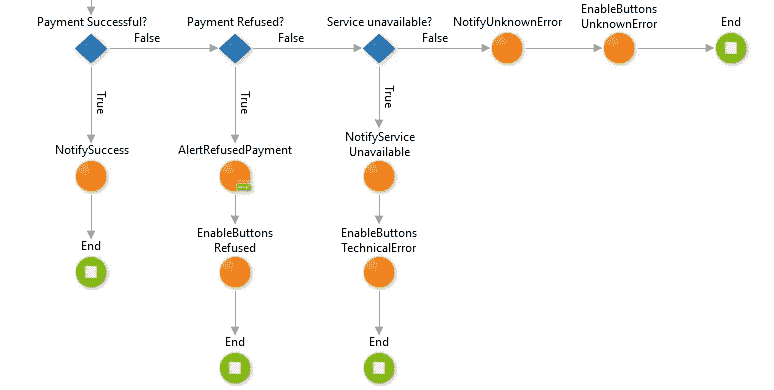 Payment Successful?
False
Payment Refused?
False
Service unavailable?
False
NotifyUnknownError
EnableButtons
UnknownError
End
True
True
True
NotifySuccess
AlertRefusedPayment
NotifyService
Unavailable
End
EnableButtons
Refused
EnableButtons
TechnicalError
End
End